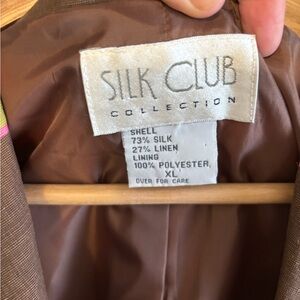 SILK CLUB
COLLECTION
SHELL
73% SILK
27% LINEN
LINING
100% POLYESTER,
XL
OVER FOR CARE